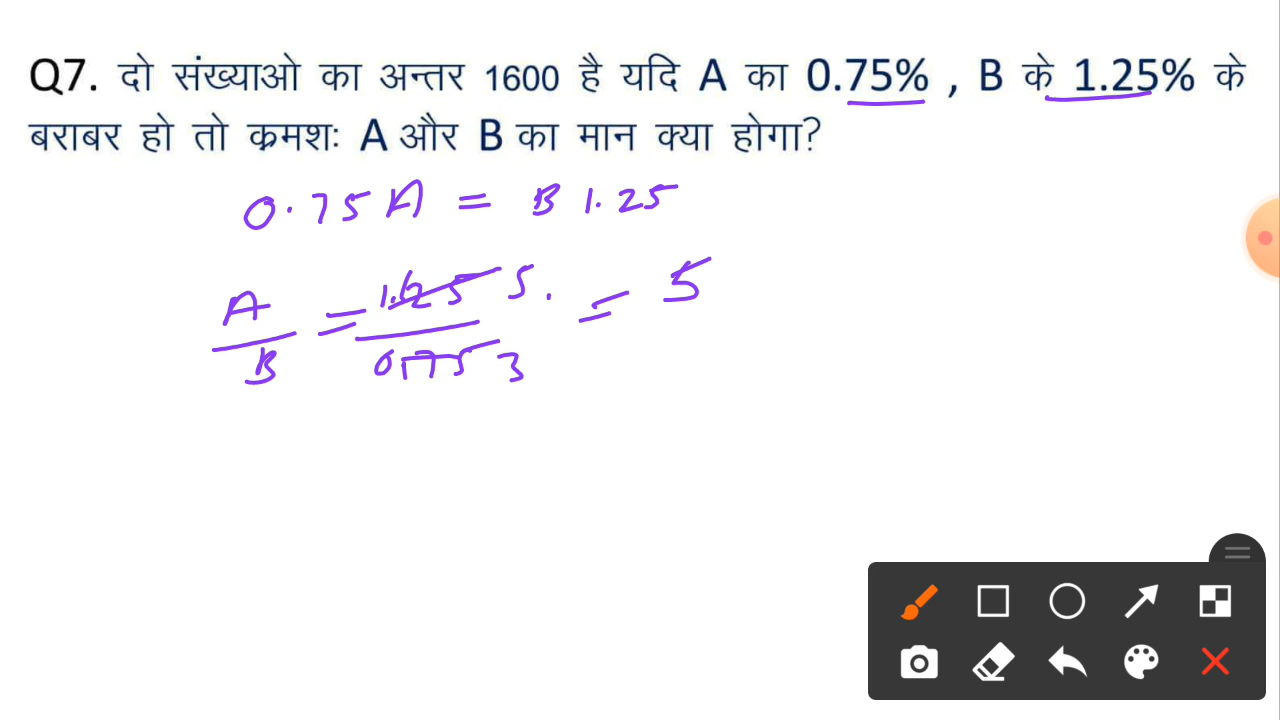 Q7. दो संख्याओ का अन्तर 1600 है यदि A का 0.75% , B के 1.25% के
बराबर हो तो क्रमशः A और B का मान क्या होगा?
0.75 A = B 1.25
A/B = 1.25 5. / 0.75 3 = 5